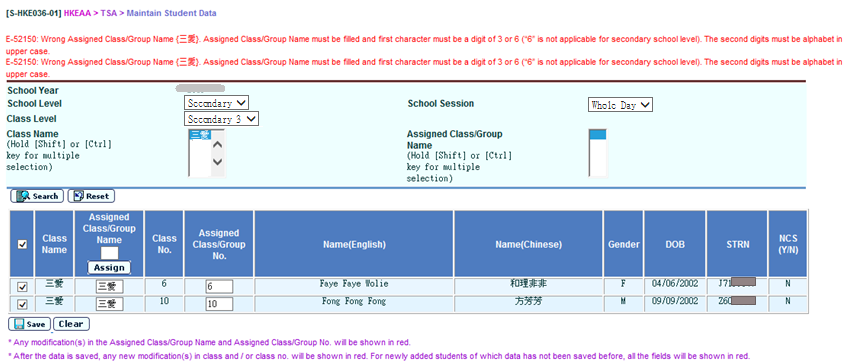 [S-HKE036-01] HKEAA > TSA > Maintain Student Data
E-52150: Wrong Assigned Class/Group Name {三愛}. Assigned Class/Group Name must be filled and first character must be a digit of 3 or 6 ("6" is not applicable for secondary school level). The second digits must be alphabet in
upper case.
E-52150: Wrong Assigned Class/Group Name {三愛}. Assigned Class/Group Name must be filled and first character must be a digit of 3 or 6 ("6" is not applicable for secondary school level). The second digits must be alphabet in
upper case.
School Year
School Level Secondary School Session Whole Day
Class Level Secondary 3
Class Name 三愛 Assigned Class/Group
(Hold [Shift] or [Ctrl] Name
key for multiple (Hold [Shift] or [Ctrl]
selection) key for multiple
selection)
Search Reset
Class Name Assigned Class/Group Name Assign Class No. Assigned Class/Group No. Name(English) Name(Chinese) Gender DOB STRN NCS (Y/N)
三愛 三愛 6 6 Faye Faye Wolie 和理非非 F 04/06/2002 J71 N
三愛 三愛 10 10 Fong Fong Fong 方芳芳 M 09/09/2002 Z60 N
Save Clear
* Any modification(s) in the Assigned Class/Group Name and Assigned Class/Group No. will be shown in red.
* After the data is saved, any new modification(s) in class and / or class no. will be shown in red. For newly added students of which data has not been saved before, all the fields will be shown in red.